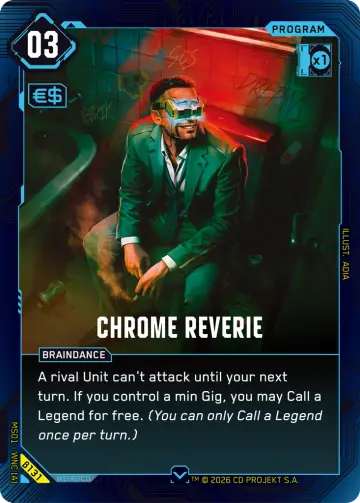 PROGRAM
03
x1
€$
SOS
CHROME REVERIE
BRAINDANCE
A rival Unit can't attack until your next
turn. If you control a min Gig, you may Call a
Legend for free. (You can only Call a Legend
once per turn.)
ILLUST. ADIA
B131
™ © 2026 CD PROJEKT S.A.